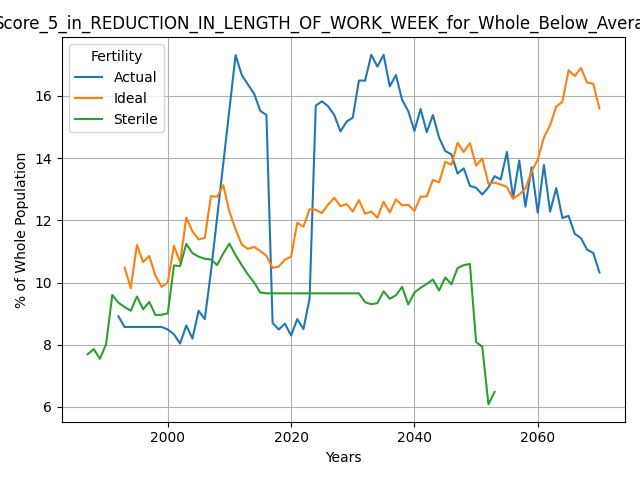 Score_5_in_REDUCTION_IN_LENGTH_OF_WORK_WEEK_for_Whole_Below_Avera
Fertility
Actual
Ideal
Sterile
% of Whole Population
16
14
12
10
8
6
2000 2020 2040 2060
Years